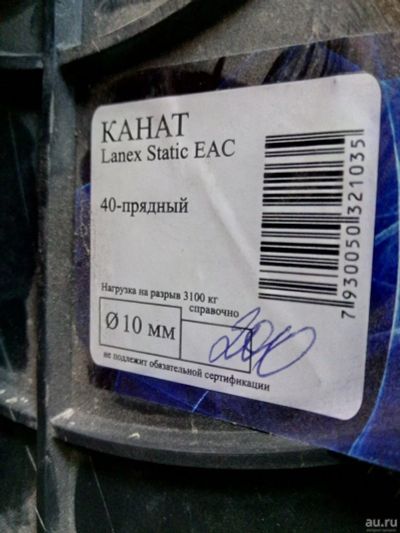 КАНАТ
Lanex Static EAC
40-прядный
Нагрузка на разрыв 3100 кг
справочно
Ø 10 мм
200
не подлежит обязательной сертификации
7930050321035
au.ru